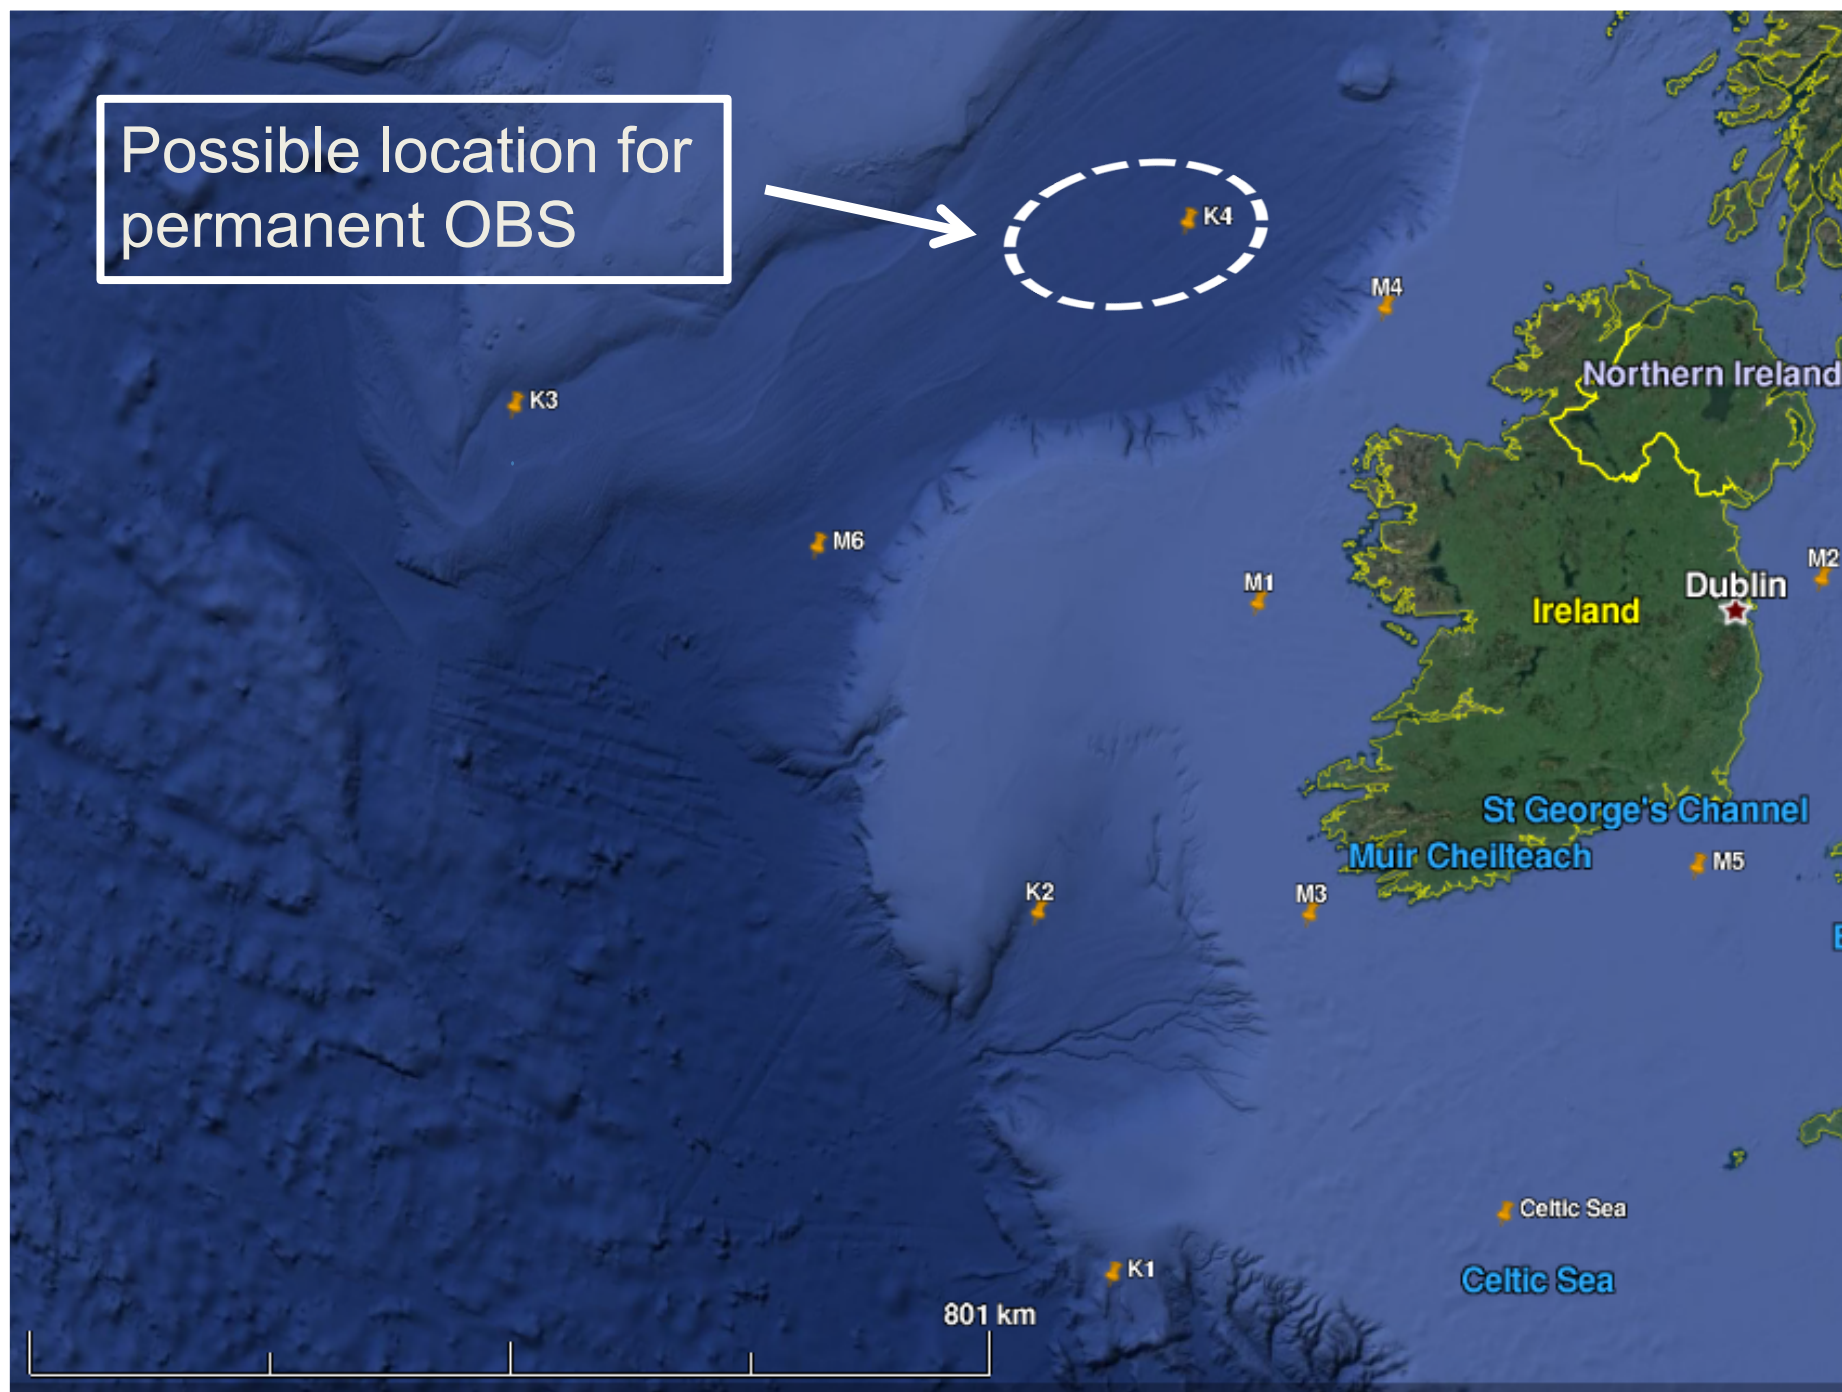 Possible location for
permanent OBS
K4
M4
Northern Ireland
K3
M6
M1
M2
Dublin
Ireland
St George's Channel
Muir Cheilteach
M5
K2
M3
Celtic Sea
K1
Celtic Sea
801 km